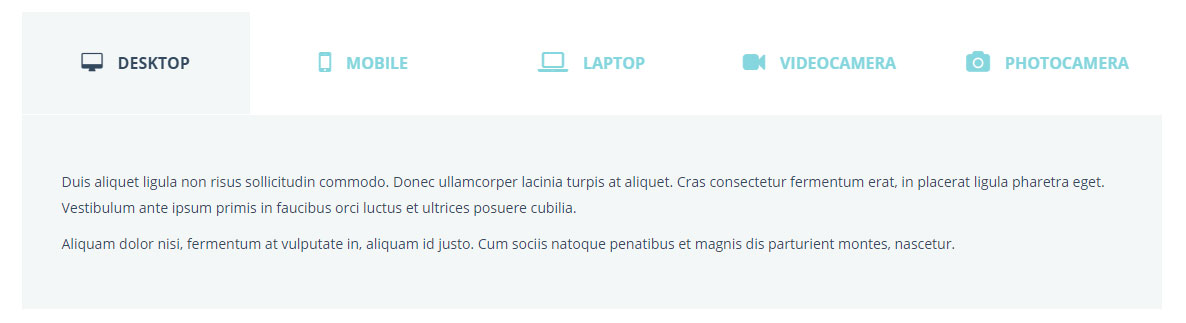 DESKTOP MOBILE LAPTOP VIDEOCAMERA PHOTOCAMERA
Duis aliquet ligula non risus sollicitudin commodo. Donec ullamcorper lacinia turpis at aliquet. Cras consectetur fermentum erat, in placerat ligula pharetra eget.
Vestibulum ante ipsum primis in faucibus orci luctus et ultrices posuere cubilia.
Aliquam dolor nisi, fermentum at vulputate in, aliquam id justo. Cum sociis natoque penatibus et magnis dis parturient montes, nascetur.